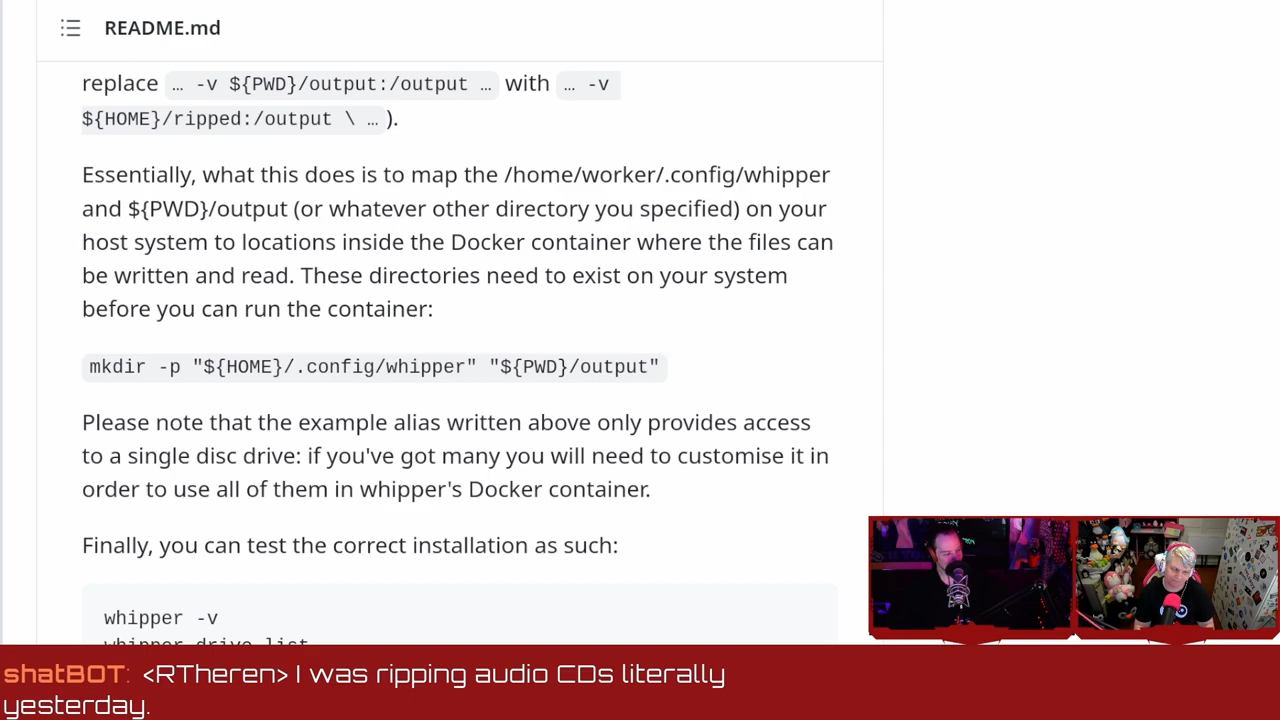 README.md
replace … -v ${PWD}/output:/output … with … -v
${HOME}/ripped:/output \ … ).
Essentially, what this does is to map the /home/worker/.config/whipper
and ${PWD}/output (or whatever other directory you specified) on your
host system to locations inside the Docker container where the files can
be written and read. These directories need to exist on your system
before you can run the container:
mkdir -p "${HOME}/.config/whipper" "${PWD}/output"
Please note that the example alias written above only provides access
to a single disc drive: if you've got many you will need to customise it in
order to use all of them in whipper's Docker container.
Finally, you can test the correct installation as such:
whipper -v
whipper drive list
shatBOT: <RTheren> I was ripping audio CDs literally
yesterday.